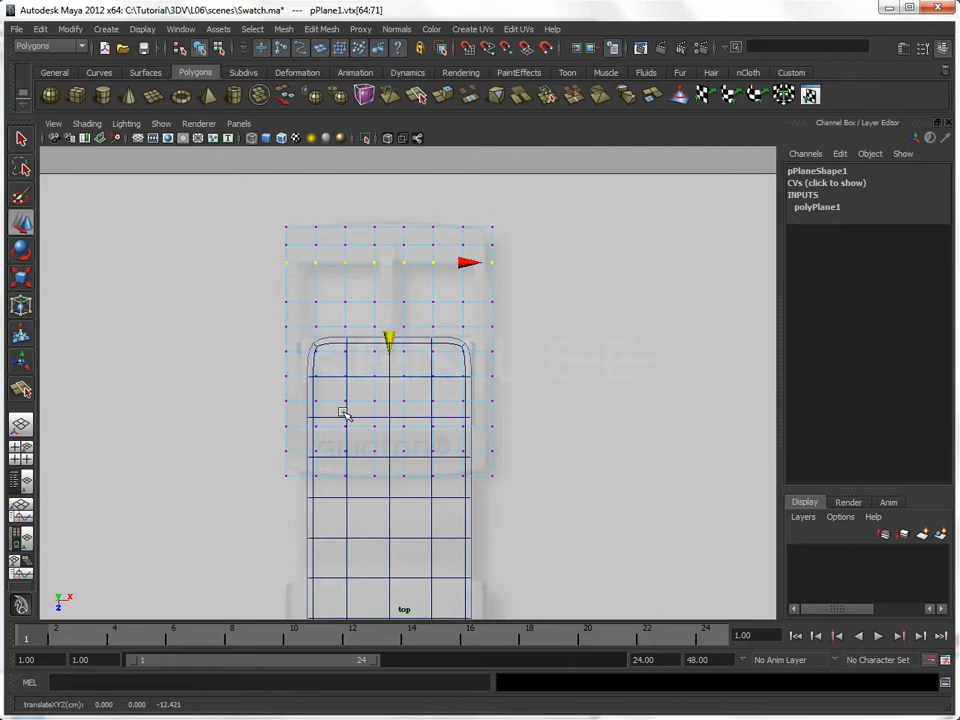 Autodesk Maya 2012 x64: C:\Tutorial\3DV\L06\scenes\Swatch.ma* --- pPlane1.vtx[64:71]
File Edit Modify Create Display Window Assets Select Mesh Edit Mesh Proxy Normals Color Create UVs Edit UVs Help
Polygons
General Curves Surfaces Polygons Subdivs Deformation Animation Dynamics Rendering PaintEffects Toon Muscle Fluids Fur Hair nCloth Custom
View Shading Lighting Show Renderer Panels
Channel Box / Layer Editor
Channels Edit Object Show
pPlaneShape1
CVs (click to show)
INPUTS
polyPlane1
LEE
top
Display Render Anim
Layers Options Help
2 4 6 8 10 12 14 16 18 20 22 24
1 1.00
1.00 1.00 1 24 24.00 48.00 No Anim Layer No Character Set
MEL
translateXYZ(cm): 0.000 0.000 -12.421